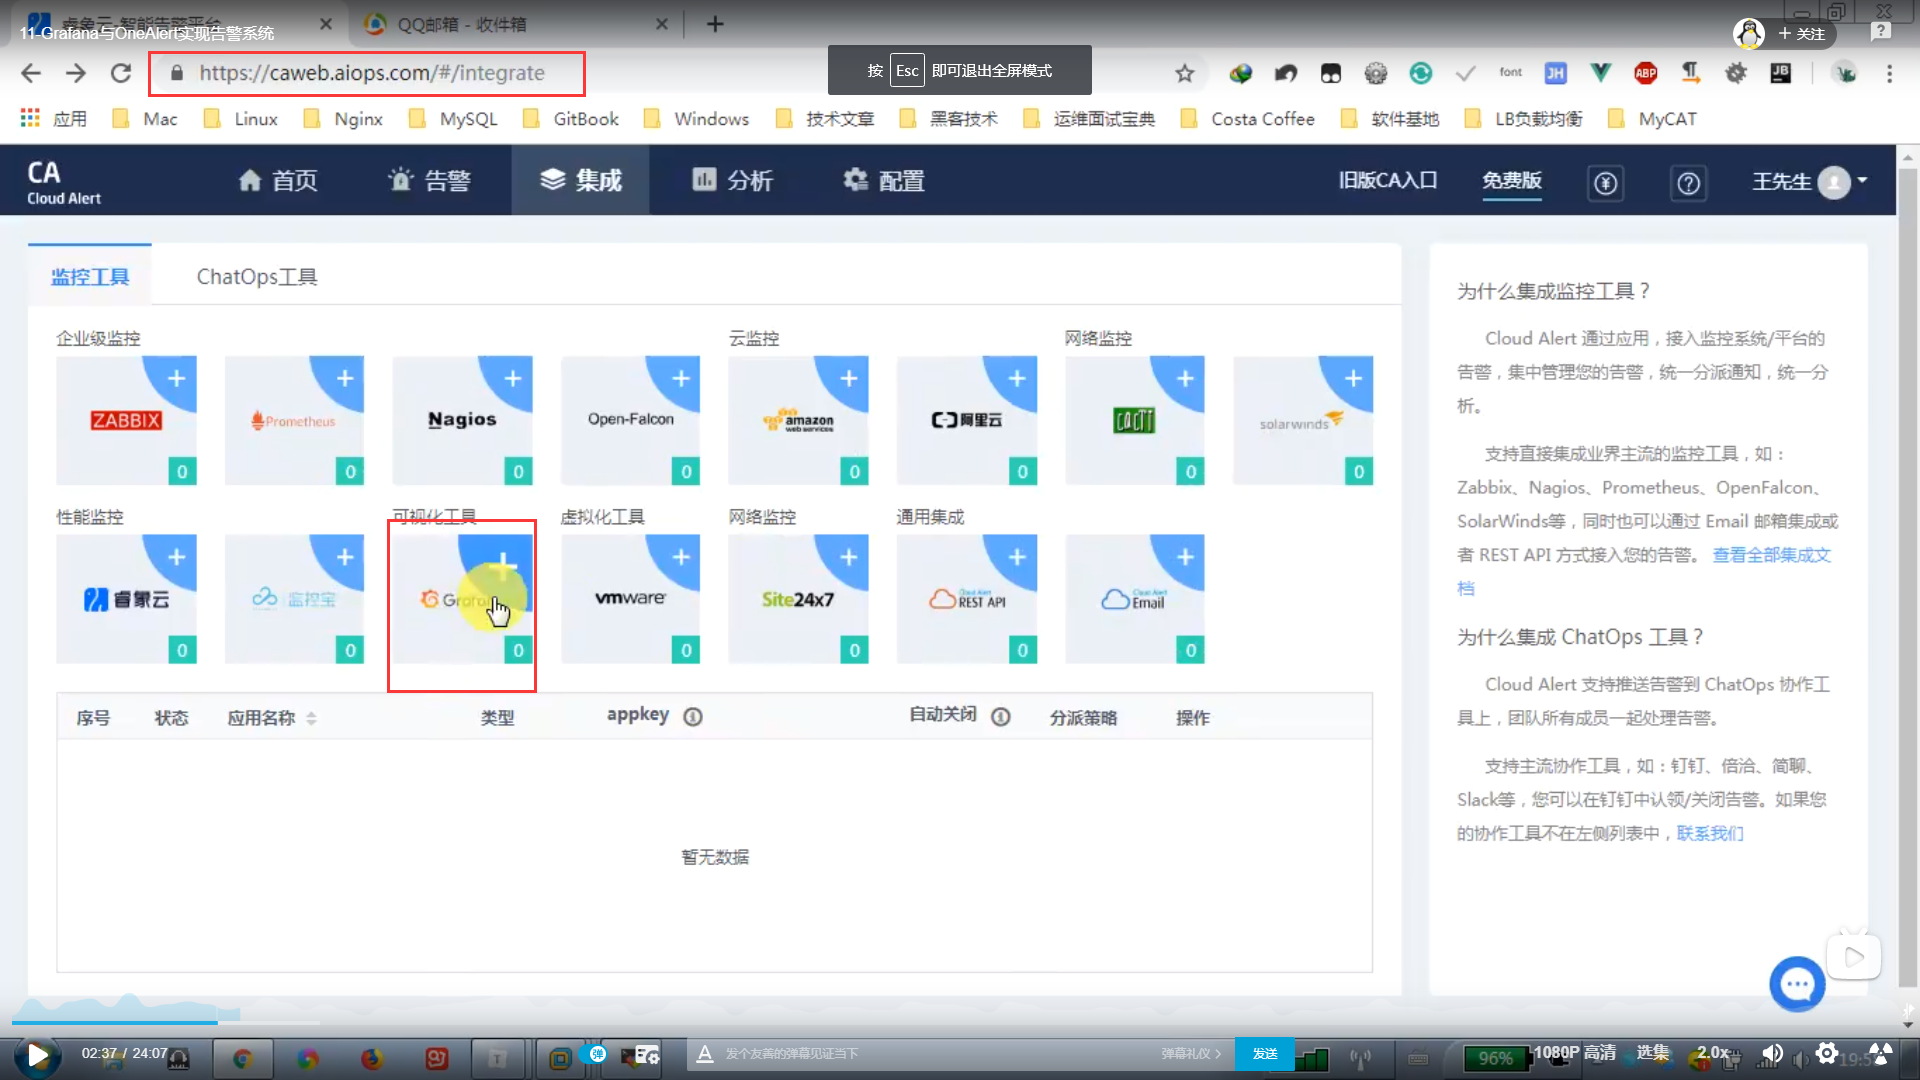 睿象云-智能告警平台
QQ邮箱 - 收件箱
11-Grafana与OneAlert实现告警系统
+ 关注
https://caweb.aiops.com/#/integrate
按 Esc 即可退出全屏模式
font
JH
ABP
JB
应用 Mac Linux Nginx MySQL GitBook Windows 技术文章 黑客技术 运维面试宝典 Costa Coffee 软件基地 LB负载均衡 MyCAT
CA
Cloud Alert
首页 告警 集成 分析 配置 旧版CA入口 免费版 王先生
监控工具 ChatOps工具
企业级监控 云监控 网络监控
ZABBIX Prometheus Nagios Open-Falcon amazon web services 阿里云 cacti solarwinds
0 0 0 0 0 0 0 0
性能监控 可视化工具 虚拟化工具 网络监控 通用集成
睿象云 监控宝 vmware Site24x7 Cloud Alert REST API Cloud Alert Email
0 0 0 0 0 0 0
序号 状态 应用名称 类型 appkey 自动关闭 分派策略 操作
暂无数据
为什么集成监控工具？
Cloud Alert 通过应用，接入监控系统/平台的
告警，集中管理您的告警，统一分派通知，统一分
析。
支持直接集成业界主流的监控工具，如：
Zabbix、Nagios、Prometheus、OpenFalcon、
SolarWinds等，同时也可以通过 Email 邮箱集成或
者 REST API 方式接入您的告警。 查看全部集成文
档
为什么集成 ChatOps 工具？
Cloud Alert 支持推送告警到 ChatOps 协作工
具上，团队所有成员一起处理告警。
支持主流协作工具，如：钉钉、倍洽、简聊、
Slack等，您可以在钉钉中认领/关闭告警。如果您
的协作工具不在左侧列表中，联系我们
02:37 / 24:07
弹
发个友善的弹幕见证当下
弹幕礼仪
发送
96%
1080P 高清
选集
2.0x